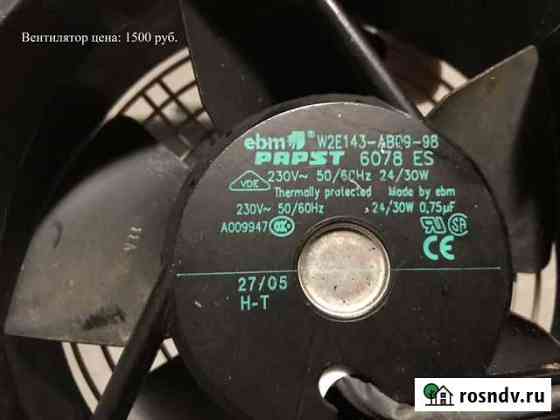 Вентилятор цена: 1500 руб.
ebm W2E143-AB09-98
PAPST 6078 ES
VDE 230V~ 50/60Hz 24/30W
Thermally protected Made by ebm
230V~ 50/60Hz 24/30W 0,75µF
A009947 CCC
CE
27/05
H-T
rosndv.ru